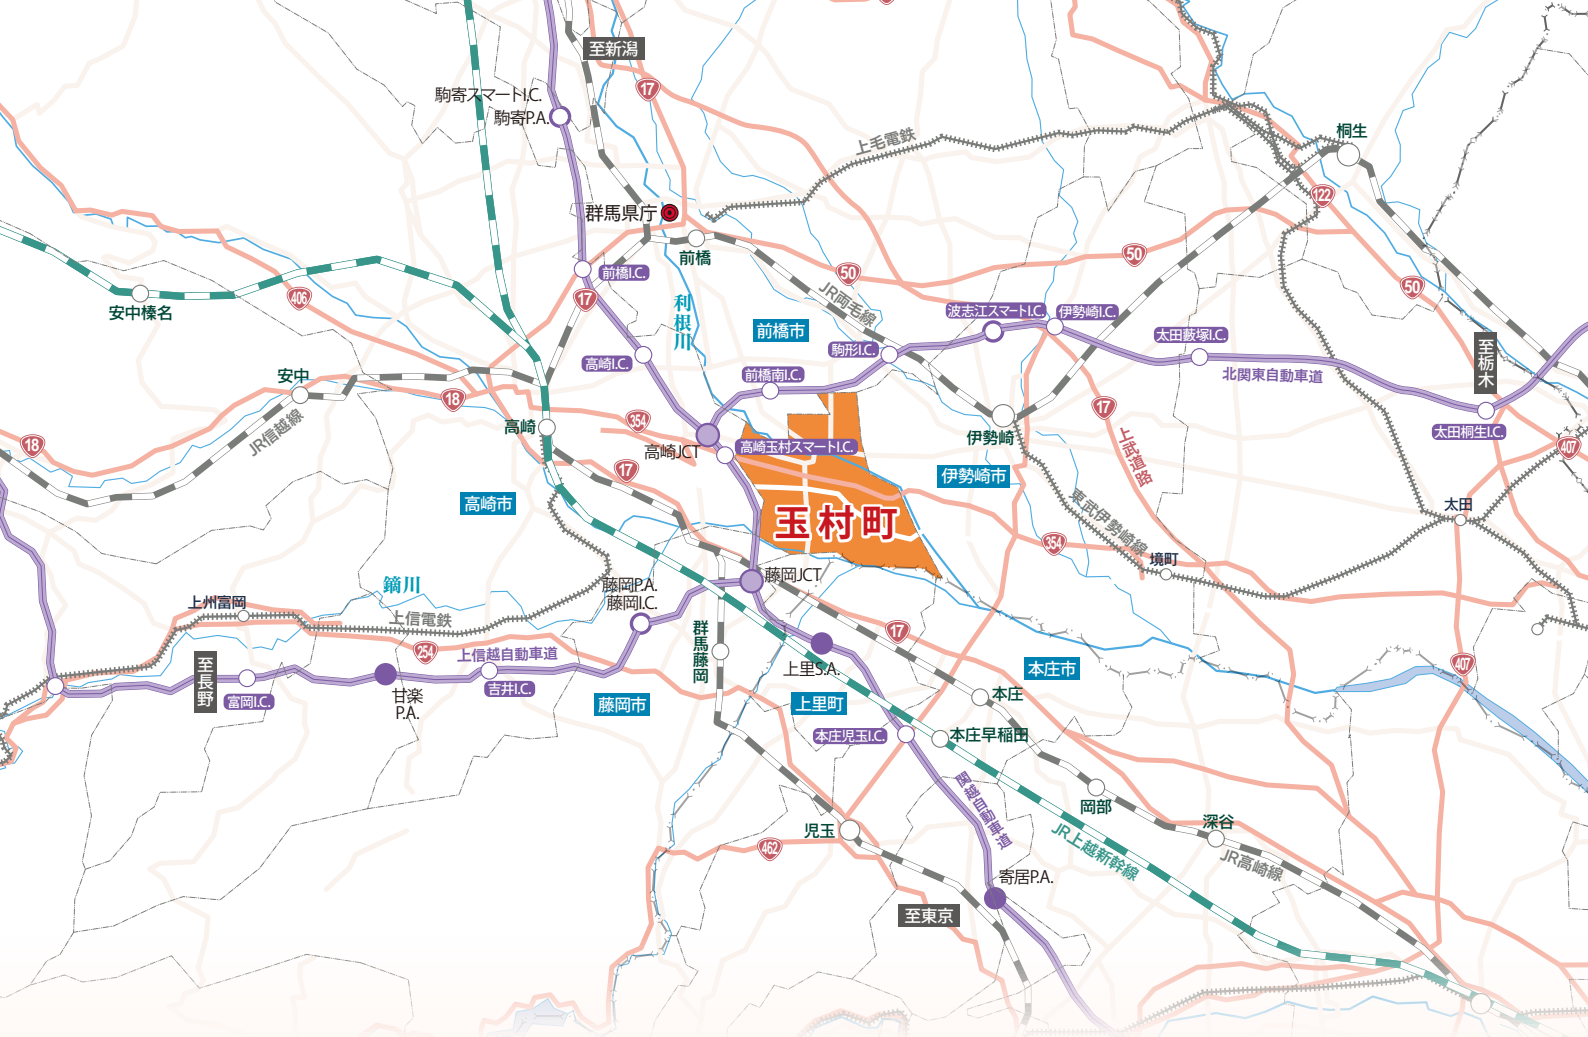 至新潟
17
駒寄スマートI.C.
駒寄P.A.
上毛電鉄
桐生
122
群馬県庁
前橋
50
50
50
前橋I.C.
17
406
安中榛名
利根川
JR両毛線
前橋市
波志江スマートI.C.
伊勢崎I.C.
太田藪塚I.C.
至栃木
駒形I.C.
高崎I.C.
前橋南I.C.
北関東自動車道
安中
18
18
JR信越線
354
高崎
高崎JCT
高崎玉村スマートI.C.
伊勢崎
17
上武道路
太田桐生I.C.
407
17
高崎市
伊勢崎市
太田
玉村町
東武伊勢崎線
354
境町
藤岡JCT
鏑川
藤岡P.A.
藤岡I.C.
上州富岡
上信電鉄
群馬藤岡
17
254
上信越自動車道
至長野
富岡I.C.
甘楽
P.A.
吉井I.C.
上里S.A.
本庄市
407
藤岡市
上里町
本庄
本庄児玉I.C.
本庄早稲田
関越自動車道
岡部
深谷
児玉
462
JR上越新幹線
JR高崎線
寄居P.A.
至東京